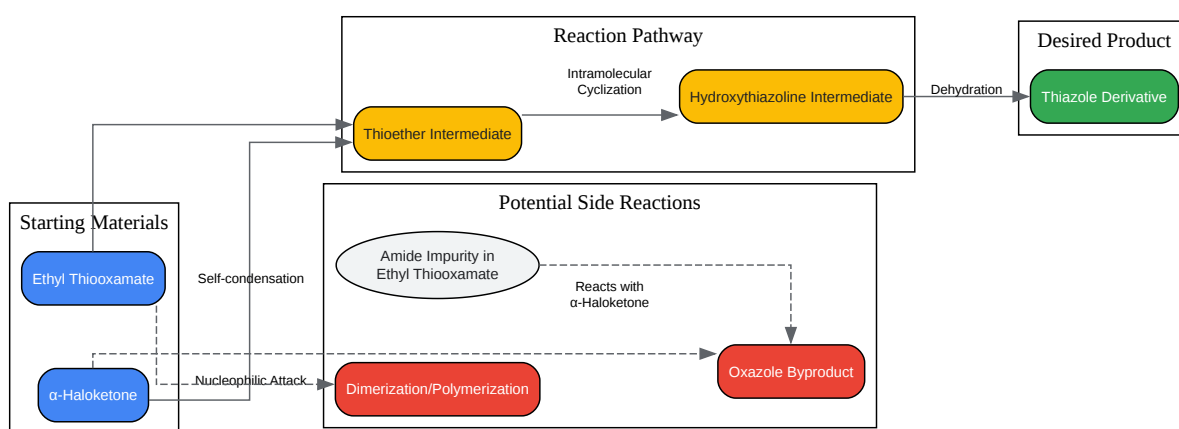 Reaction Pathway
Desired Product
Intramolecular
Cyclization
Hydroxythiazoline Intermediate
Dehydration
Thiazole Derivative
Thioether Intermediate
Starting Materials
Potential Side Reactions
Ethyl Thiooxamate
Self-condensation
Amide Impurity in
Ethyl Thiooxamate
Reacts with
α-Haloketone
Oxazole Byproduct
α-Haloketone
Nucleophilic Attack
Dimerization/Polymerization